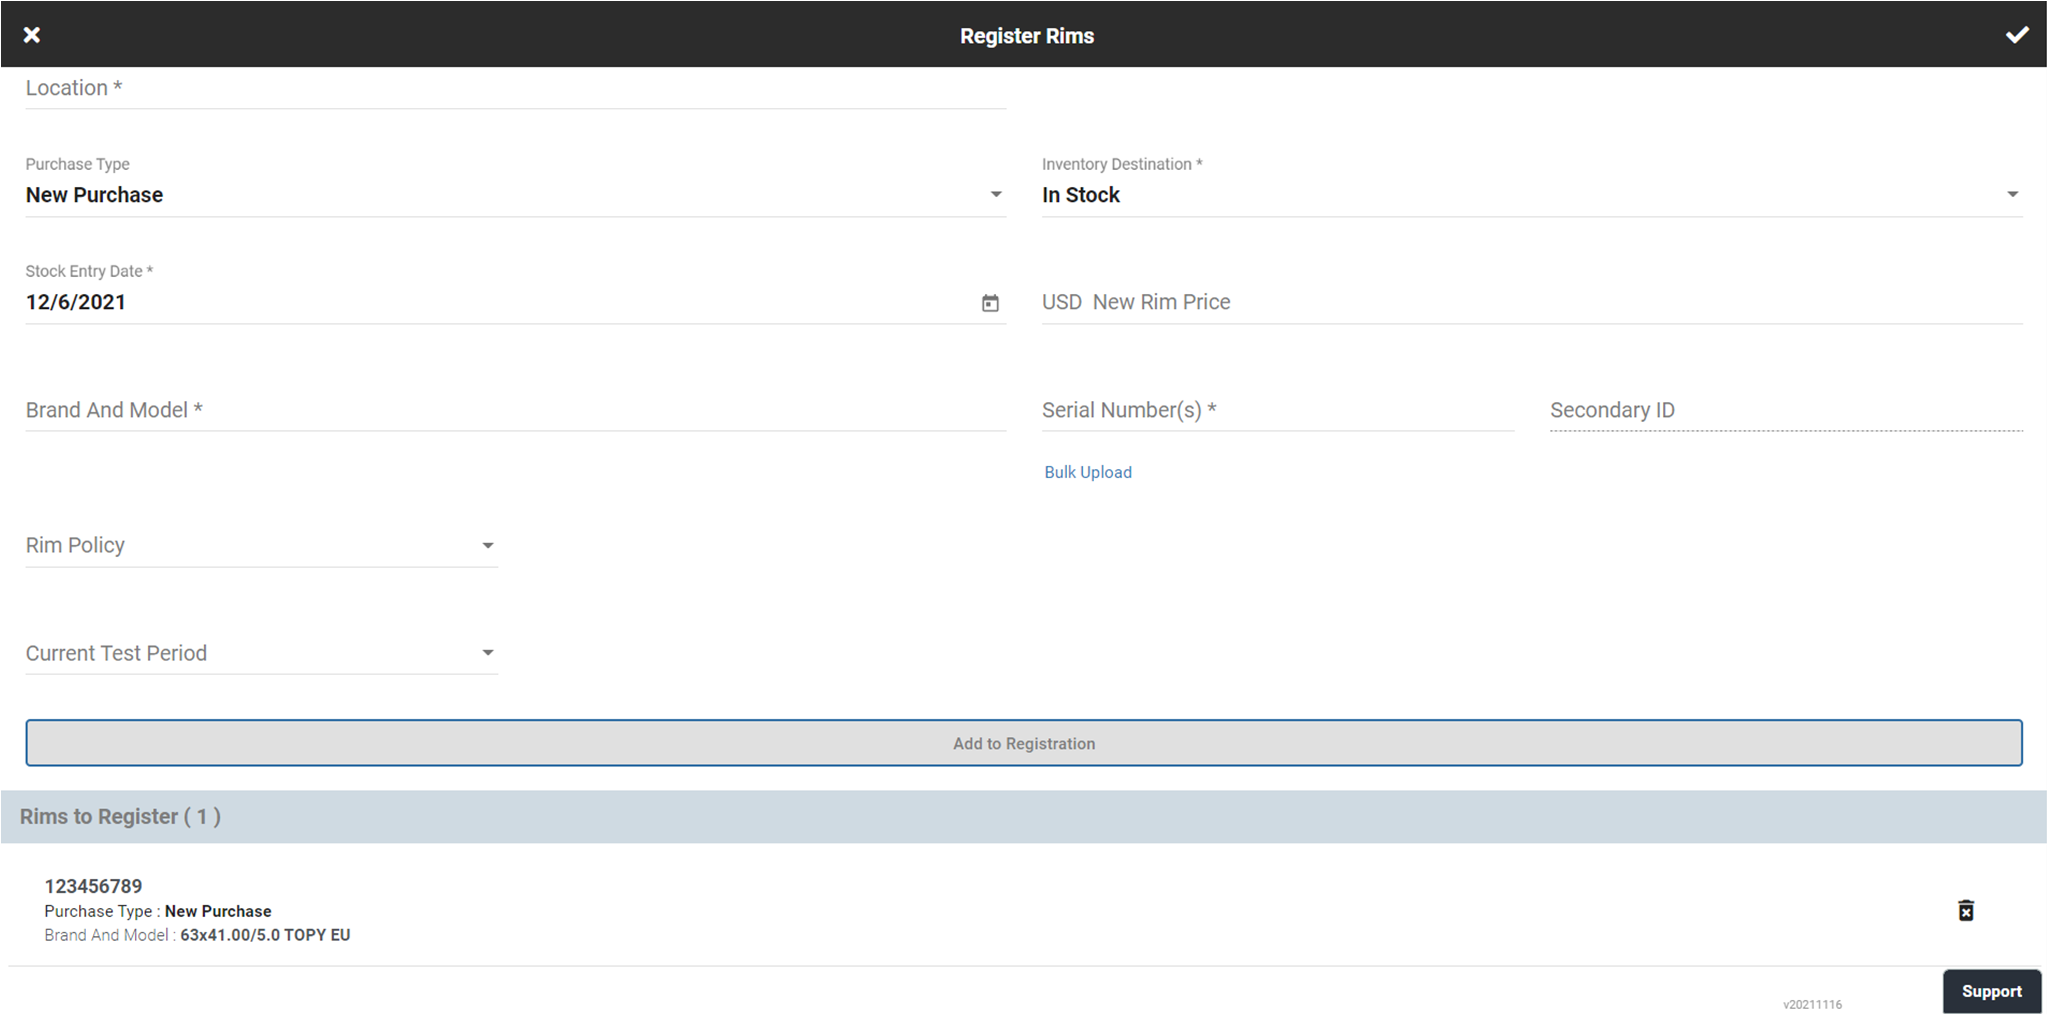 Register Rims
Location *
Purchase Type
New Purchase
Inventory Destination *
In Stock
Stock Entry Date *
12/6/2021
USD New Rim Price
Brand And Model *
Serial Number(s) *
Secondary ID
Bulk Upload
Rim Policy
Current Test Period
Add to Registration
Rims to Register ( 1 )
123456789
Purchase Type : New Purchase
Brand And Model : 63x41.00/5.0 TOPY EU
v20211116
Support